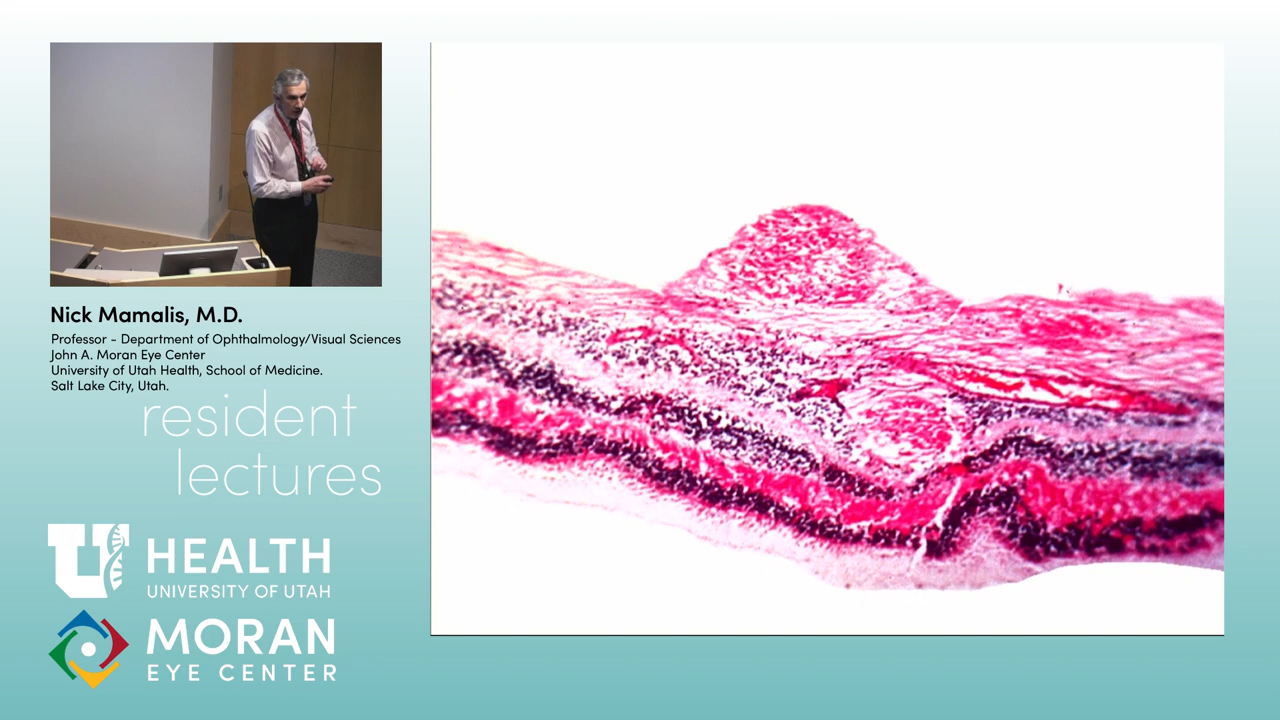 Nick Mamalis, M.D.
Professor - Department of Ophthalmology/Visual Sciences
John A. Moran Eye Center
University of Utah Health, School of Medicine.
Salt Lake City, Utah.
resident
lectures
U HEALTH
UNIVERSITY OF UTAH
MORAN
EYE CENTER